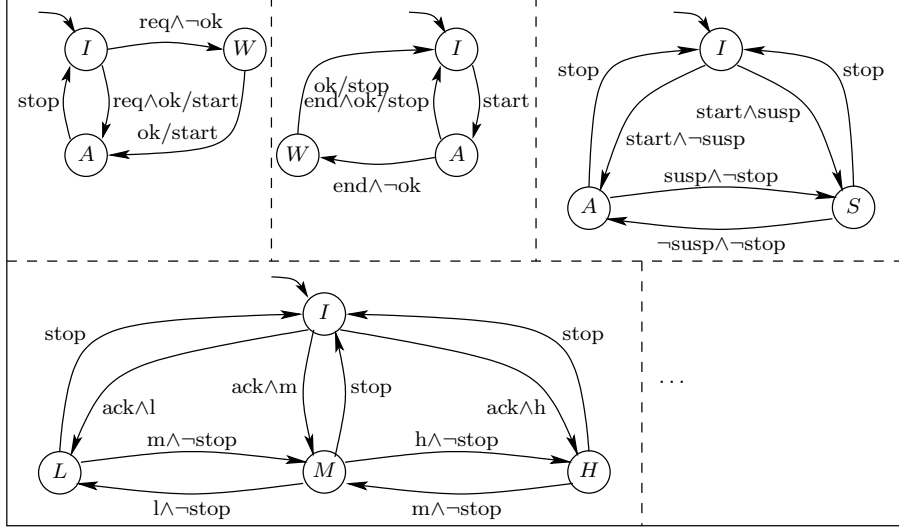 I
req∧¬ok
W
stop
req∧ok/start
ok/start
A
I
ok/stop
end∧ok/stop
start
W
A
end∧¬ok
I
stop
stop
start∧susp
start∧¬susp
susp∧¬stop
A
S
¬susp∧¬stop
I
stop
stop
ack∧m
stop
ack∧l
ack∧h
m∧¬stop
h∧¬stop
L
M
H
l∧¬stop
m∧¬stop
...